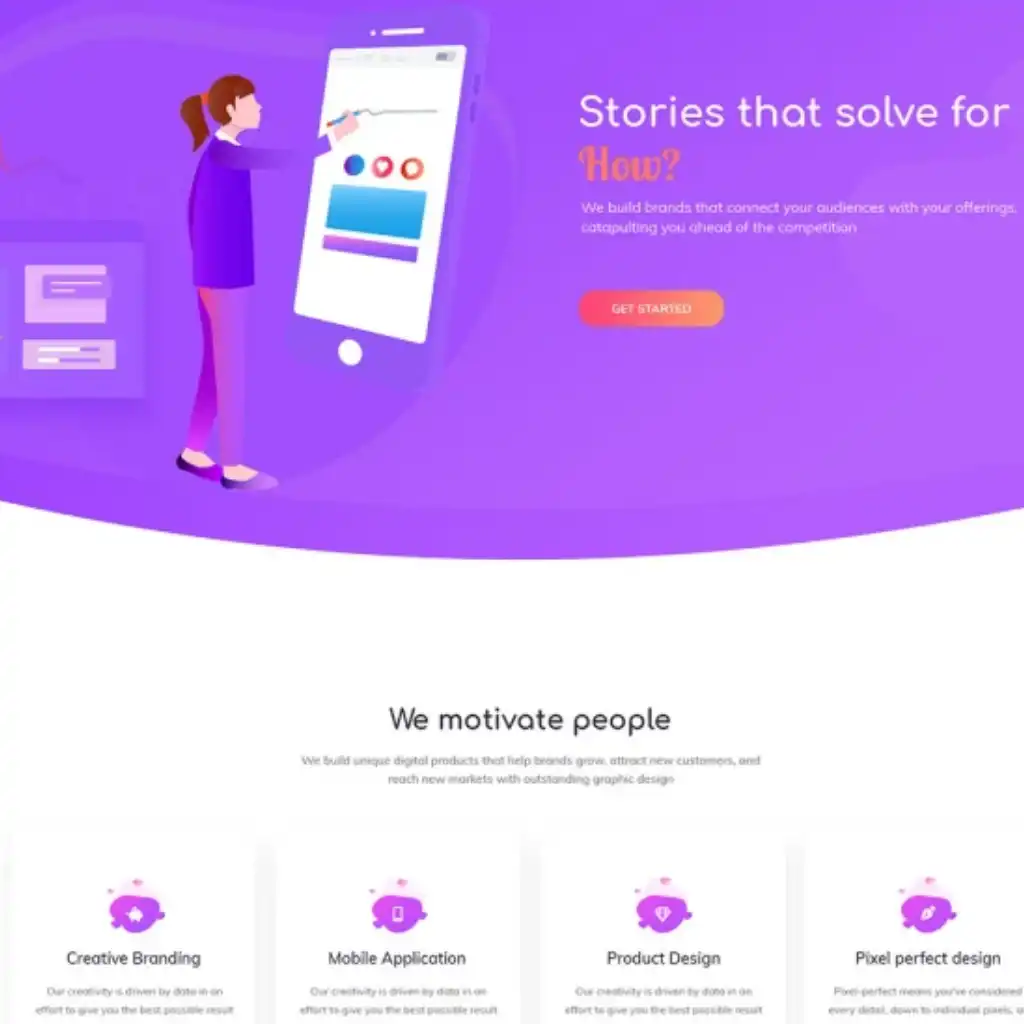 Stories that solve for
How?
We build brands that connect your audiences with your offerings,
catapulting you ahead of the competition
GET STARTED
We motivate people
We build unique digital products that help brands grow, attract new customers, and
reach new markets with outstanding graphic design
Creative Branding
Our creativity is driven by data in an
effort to give you the best possible result
Mobile Application
Our creativity is driven by data in an
effort to give you the best possible result
Product Design
Our creativity is driven by data in an
effort to give you the best possible result
Pixel perfect design
Pixel-perfect means you've considered
every detail, down to individual pixels,